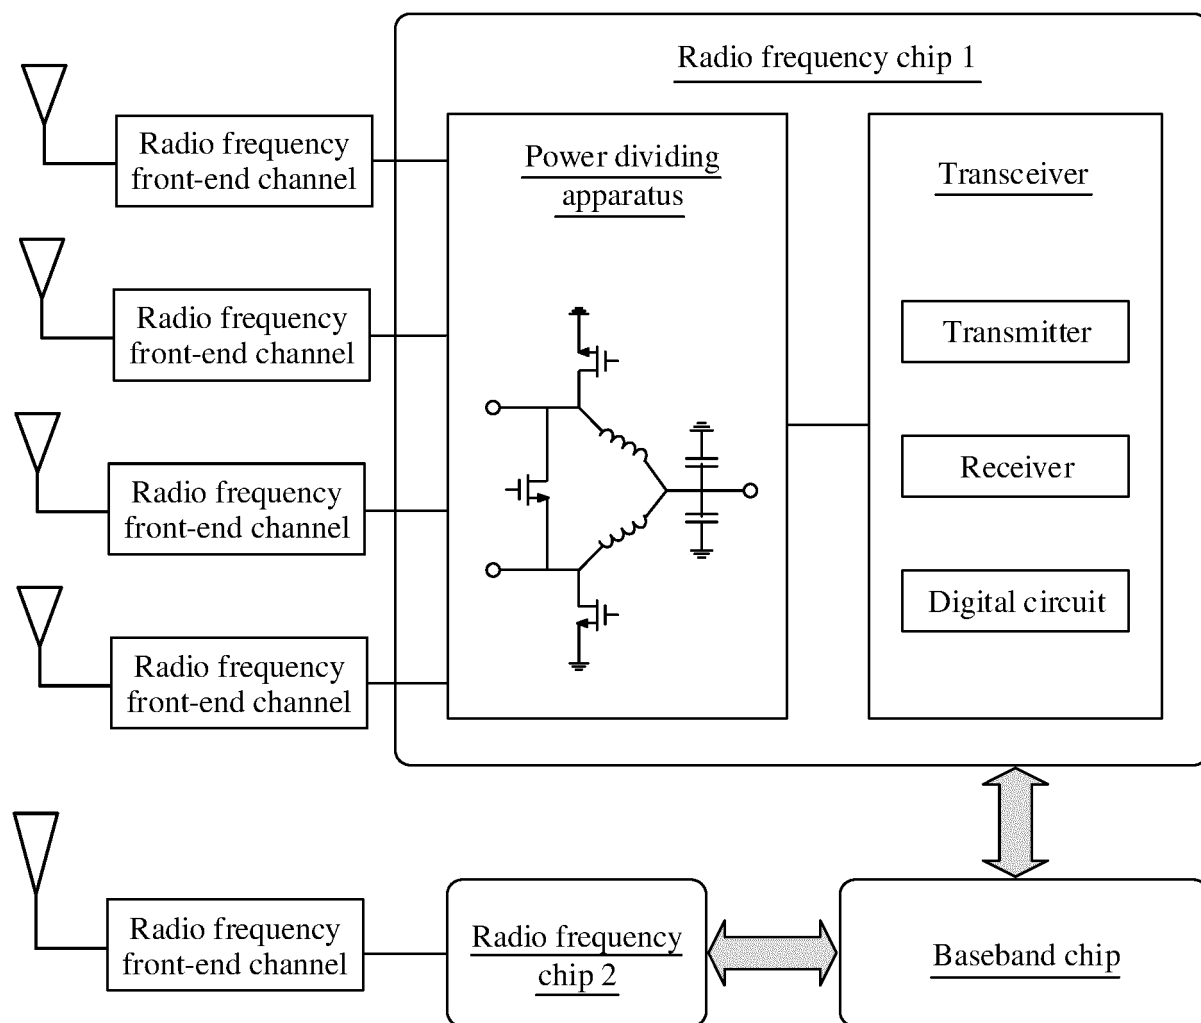 Radio frequency chip 1
Radio frequency
front-end channel
Power dividing
apparatus
Transceiver
Radio frequency
front-end channel
Transmitter
Radio frequency
front-end channel
Receiver
Digital circuit
Radio frequency
front-end channel
Radio frequency
front-end channel
Radio frequency
chip 2
Baseband chip